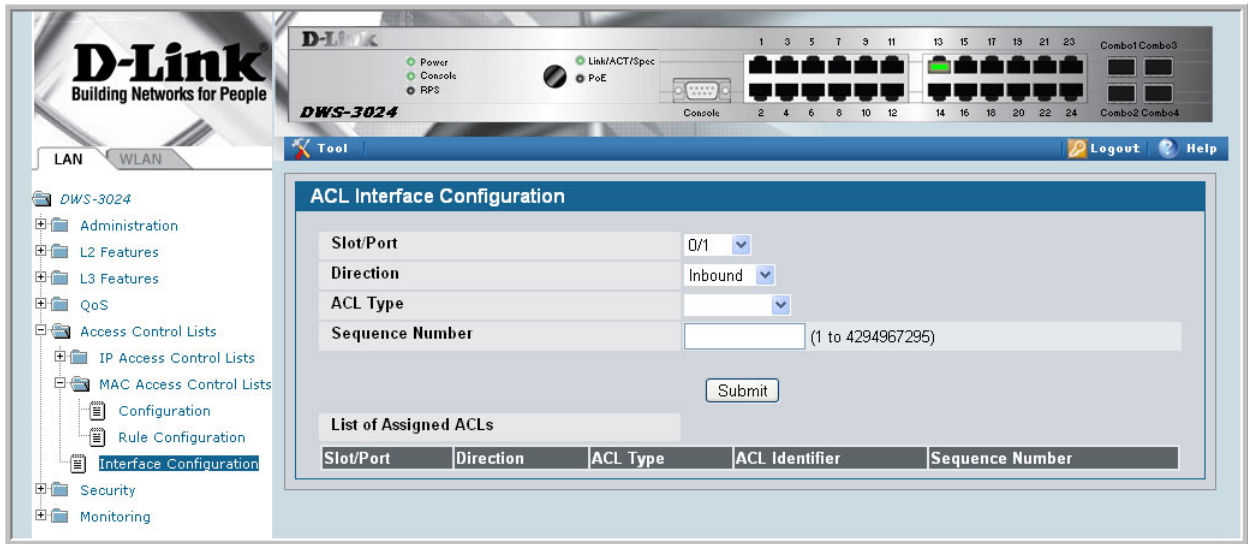 D-Link
Building Networks for People
D-Link
Power
Console
RPS
Link/ACT/Spec
PoE
DWS-3024
Console
1 3 5 7 9 11
13 15 17 19 21 23
Combo1 Combo3
2 4 6 8 10 12
14 16 18 20 22 24
Combo2 Combo4
LAN
WLAN
Tool
Logout
Help
DWS-3024
Administration
L2 Features
L3 Features
QoS
Access Control Lists
IP Access Control Lists
MAC Access Control Lists
Configuration
Rule Configuration
Interface Configuration
Security
Monitoring
ACL Interface Configuration
Slot/Port 0/1
Direction Inbound
ACL Type
Sequence Number (1 to 4294967295)
Submit
List of Assigned ACLs
Slot/Port Direction ACL Type ACL Identifier Sequence Number